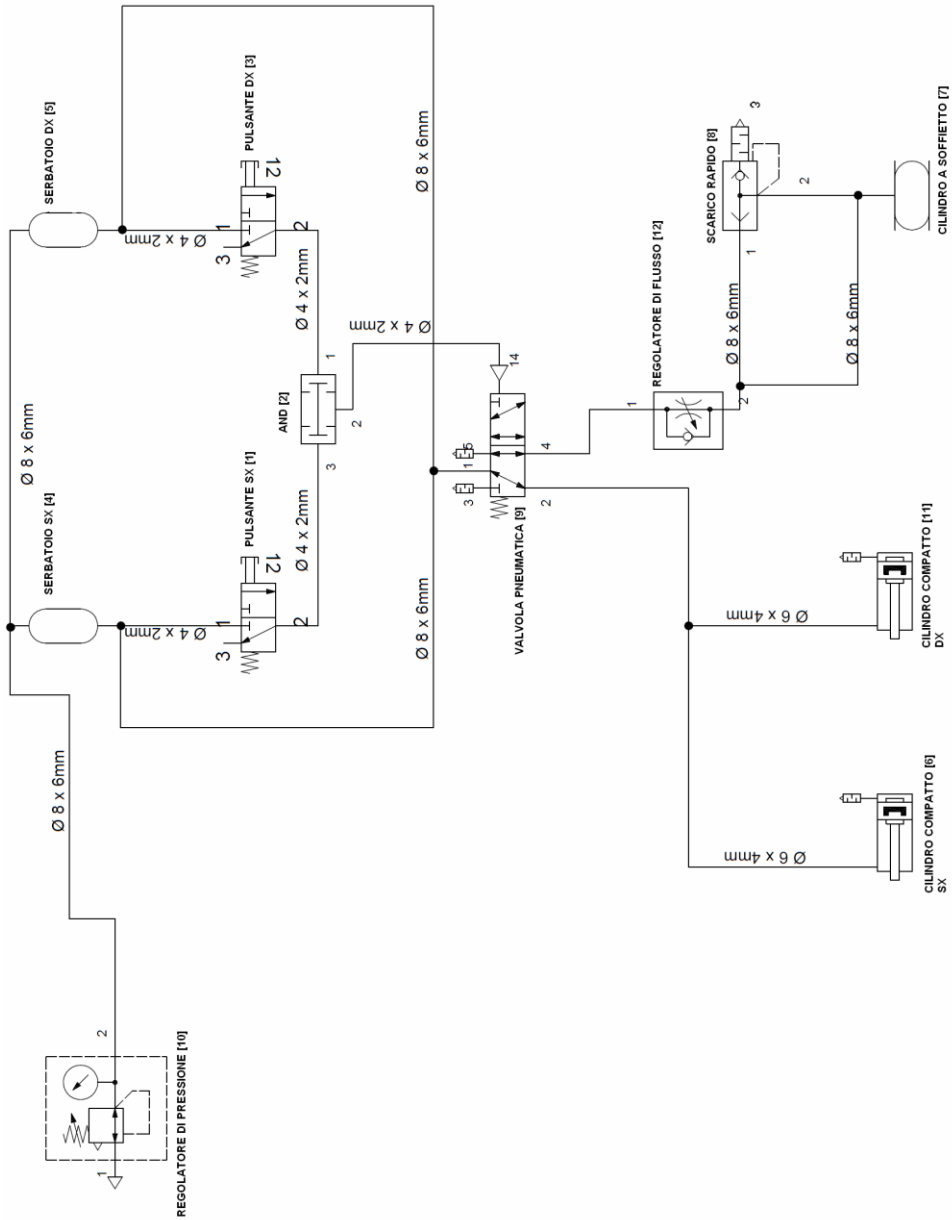 SERBATOIO DX [5]
PULSANTE DX [3]
12
1
3
2
Ø 4 x 2mm
Ø 8 x 6mm
Ø 4 x 2mm
Ø 8 x 6mm
SERBATOIO SX [4]
PULSANTE SX [1]
12
1
3
2
Ø 4 x 2mm
Ø 4 x 2mm
AND [2]
1
2
3
Ø 4 x 2mm
Ø 8 x 6mm
Ø 8 x 6mm
14
5
1
3
4
2
VALVOLA PNEUMATICA [9]
REGOLATORE DI FLUSSO [12]
1
2
SCARICO RAPIDO [8]
3
2
1
Ø 8 x 6mm
Ø 8 x 6mm
CILINDRO A SOFFIETTO [7]
Ø 6 x 4mm
CILINDRO COMPATTO [11]
DX
Ø 6 x 4mm
CILINDRO COMPATTO [6]
SX
2
1
REGOLATORE DI PRESSIONE [10]